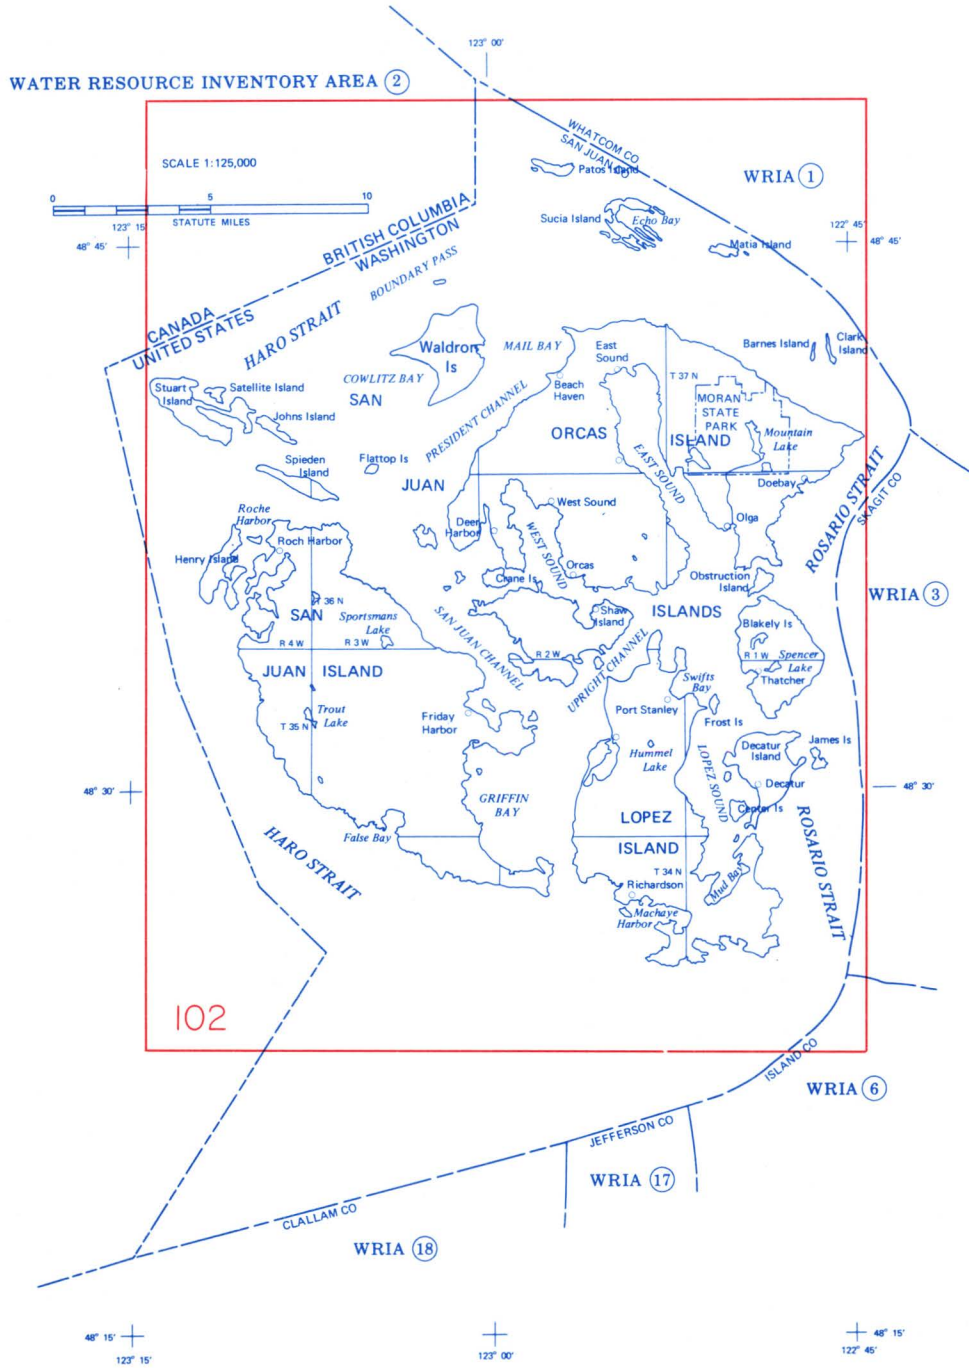 123° 00'
WATER RESOURCE INVENTORY AREA 2
WHATCOM CO
SAN JUAN CO
SCALE 1:125,000
Patos Island
WRIA 1
0 5 10
STATUTE MILES
Sucia Island
Echo Bay
123° 15'
48° 45'
122° 45'
48° 45'
Matia Island
BRITISH COLUMBIA
WASHINGTON
BOUNDARY PASS
CANADA
UNITED STATES
HARO STRAIT
Waldron
Is
MAIL BAY
East
Sound
Barnes Island
Clark
Island
COWLITZ BAY
Stuart
Island
Satellite Island
Johns Island
SAN
Beach
Haven
T 37 N
MORAN
STATE
PARK
PRESIDENT CHANNEL
ORCAS
ISLAND
Mountain
Lake
Spieden
Island
Flattop Is
JUAN
EAST SOUND
Doebay
ROSARIO STRAIT
SKAGIT CO
Roche
Harbor
West Sound
Deer
Harbor
WEST SOUND
Olga
Roch Harbor
Henry Island
Crane Is
Orcas
Obstruction
Island
WRIA 3
T 36 N
SAN
Sportsmans
Lake
SAN JUAN CHANNEL
Shaw
Island
ISLANDS
Blakely Is
R 4 W
R 3 W
R 2 W
R 1 W
Spencer
Lake
JUAN ISLAND
UPRIGHT CHANNEL
Swifts
Bay
Thatcher
Trout
Lake
T 35 N
Friday
Harbor
Port Stanley
Frost Is
Hummel
Lake
LOPEZ SOUND
Decatur
Island
James Is
48° 30'
GRIFFIN
BAY
Decatur
48° 30'
Center Is
False Bay
LOPEZ
ISLAND
HARO STRAIT
ROSARIO STRAIT
T 34 N
Richardson
Mud Bay
Machaye
Harbor
102
ISLAND CO
WRIA 6
JEFFERSON CO
WRIA 17
CLALLAM CO
WRIA 18
48° 15'
123° 15'
123° 00'
48° 15'
122° 45'